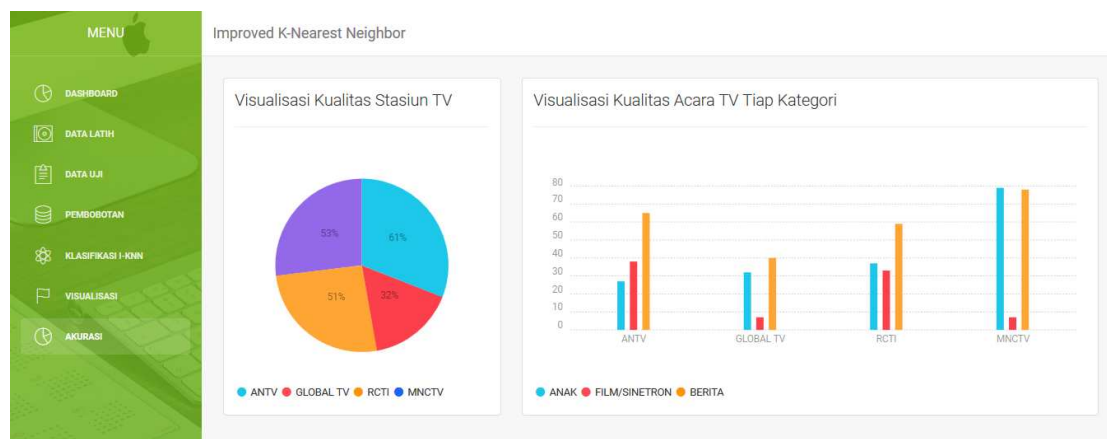 MENU
Improved K-Nearest Neighbor
DASHBOARD
DATA LATIH
DATA UJI
PEMBOBOTAN
KLASIFIKASI I-KNN
VISUALISASI
AKURASI
Visualisasi Kualitas Stasiun TV
53%
61%
51%
32%
ANTV GLOBAL TV RCTI MNCTV
Visualisasi Kualitas Acara TV Tiap Kategori
80
70
60
50
40
30
20
10
0
ANTV GLOBAL TV RCTI MNCTV
ANAK FILM/SINETRON BERITA